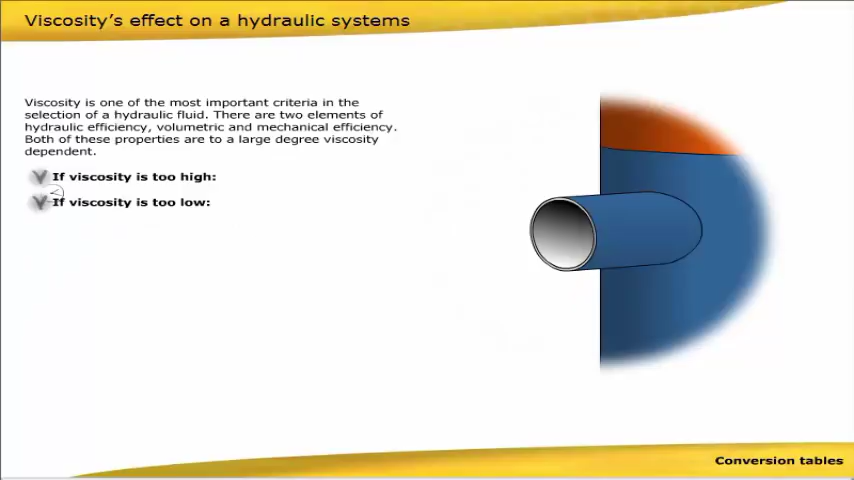 Viscosity's effect on a hydraulic systems
Viscosity is one of the most important criteria in the
selection of a hydraulic fluid. There are two elements of
hydraulic efficiency, volumetric and mechanical efficiency.
Both of these properties are to a large degree viscosity
dependent.
If viscosity is too high:
If viscosity is too low:
Conversion tables